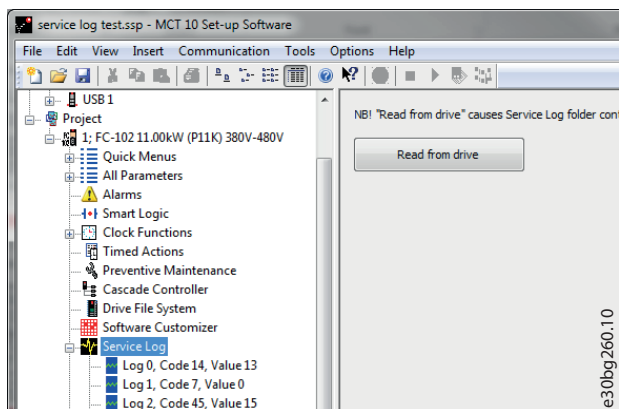 service log test.ssp - MCT 10 Set-up Software
File Edit View Insert Communication Tools Options Help
USB 1
Project
1; FC-102 11.00kW (P11K) 380V-480V
Quick Menus
All Parameters
Alarms
Smart Logic
Clock Functions
Timed Actions
Preventive Maintenance
Cascade Controller
Drive File System
Software Customizer
Service Log
Log 0, Code 14, Value 13
Log 1, Code 7, Value 0
Log 2, Code 45, Value 15
NB! "Read from drive" causes Service Log folder con
Read from drive
e30bg260.10